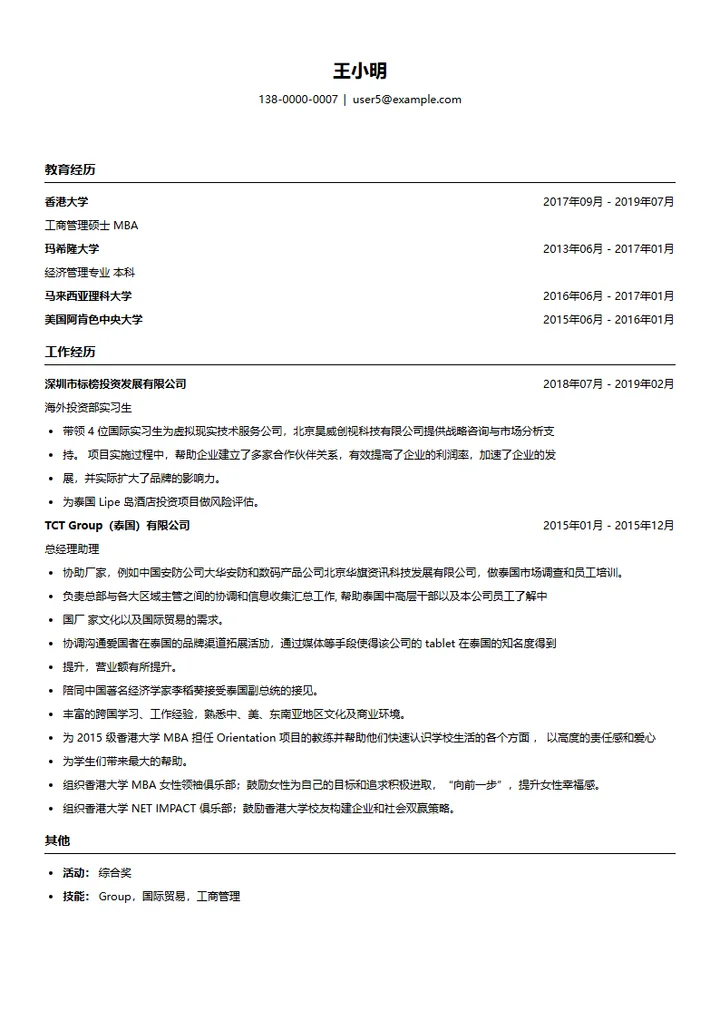 王小明
138-0000-0007 | user5@example.com
教育经历
香港大学 2017年09月 - 2019年07月
工商管理硕士 MBA
玛希隆大学 2013年06月 - 2017年01月
经济管理专业 本科
马来西亚理科大学 2016年06月 - 2017年01月
美国阿肯色中央大学 2015年06月 - 2016年01月
工作经历
深圳市标榜投资发展有限公司 2018年07月 - 2019年02月
海外投资部实习生
• 带领 4 位国际实习生为虚拟现实技术服务公司，北京昊威创视科技有限公司提供战略咨询与市场分析支
• 持。 项目实施过程中，帮助企业建立了多家合作伙伴关系，有效提高了企业的利润率，加速了企业的发
• 展，并实际扩大了品牌的影响力。
• 为泰国 Lipe 岛酒店投资项目做风险评估。
TCT Group（泰国）有限公司 2015年01月 - 2015年12月
总经理助理
• 协助厂家，例如中国安防公司大华安防和数码产品公司北京华旗资讯科技发展有限公司，做泰国市场调查和员工培训。
• 负责总部与各大区域主管之间的协调和信息收集汇总工作, 帮助泰国中高层干部以及本公司员工了解中
• 国厂 家文化以及国际贸易的需求。
• 协调沟通爱国者在泰国的品牌渠道拓展活动，通过媒体等手段使得该公司的 tablet 在泰国的知名度得到
• 提升，营业额有所提升。
• 陪同中国著名经济学家李稻葵接受泰国副总统的接见。
• 丰富的跨国学习、工作经验，熟悉中、美、东南亚地区文化及商业环境。
• 为 2015 级香港大学 MBA 担任 Orientation 项目的教练并帮助他们快速认识学校生活的各个方面 ， 以高度的责任感和爱心
• 为学生们带来最大的帮助。
• 组织香港大学 MBA 女性领袖俱乐部；鼓励女性为自己的目标和追求积极进取，“向前一步”，提升女性幸福感。
• 组织香港大学 NET IMPACT 俱乐部；鼓励香港大学校友构建企业和社会双赢策略。
其他
• 活动： 综合奖
• 技能： Group，国际贸易，工商管理